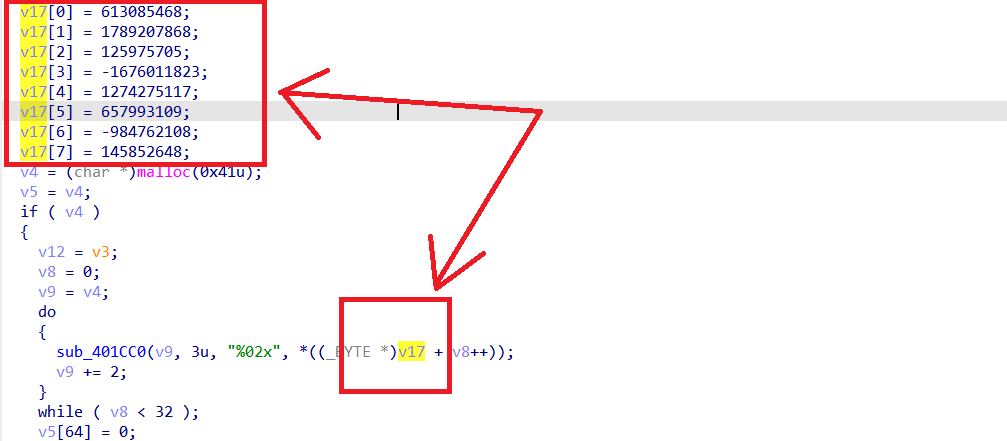 v17[0] = 613085468;
v17[1] = 1789207868;
v17[2] = 125975705;
v17[3] = -1676011823;
v17[4] = 1274275117;
v17[5] = 657993109;
v17[6] = -984762108;
v17[7] = 145852648;
v4 = (char *)malloc(0x41u);
v5 = v4;
if ( v4 )
{
v12 = v3;
v8 = 0;
v9 = v4;
do
{
sub_401CC0(v9, 3u, "%02x", *((_BYTE *)v17 + v8++));
v9 += 2;
}
while ( v8 < 32 );
v5[64] = 0;